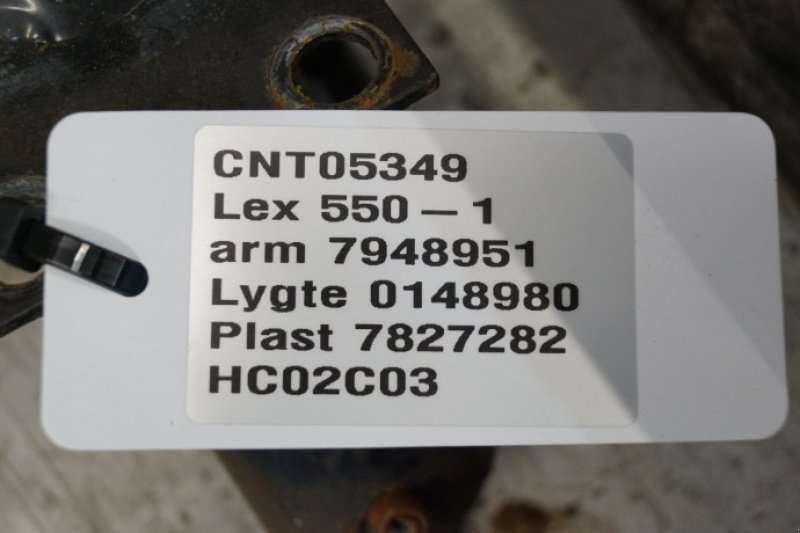 CNT05349
Lex 550 – 1
arm 7948951
Lygte 0148980
Plast 7827282
HC02C03